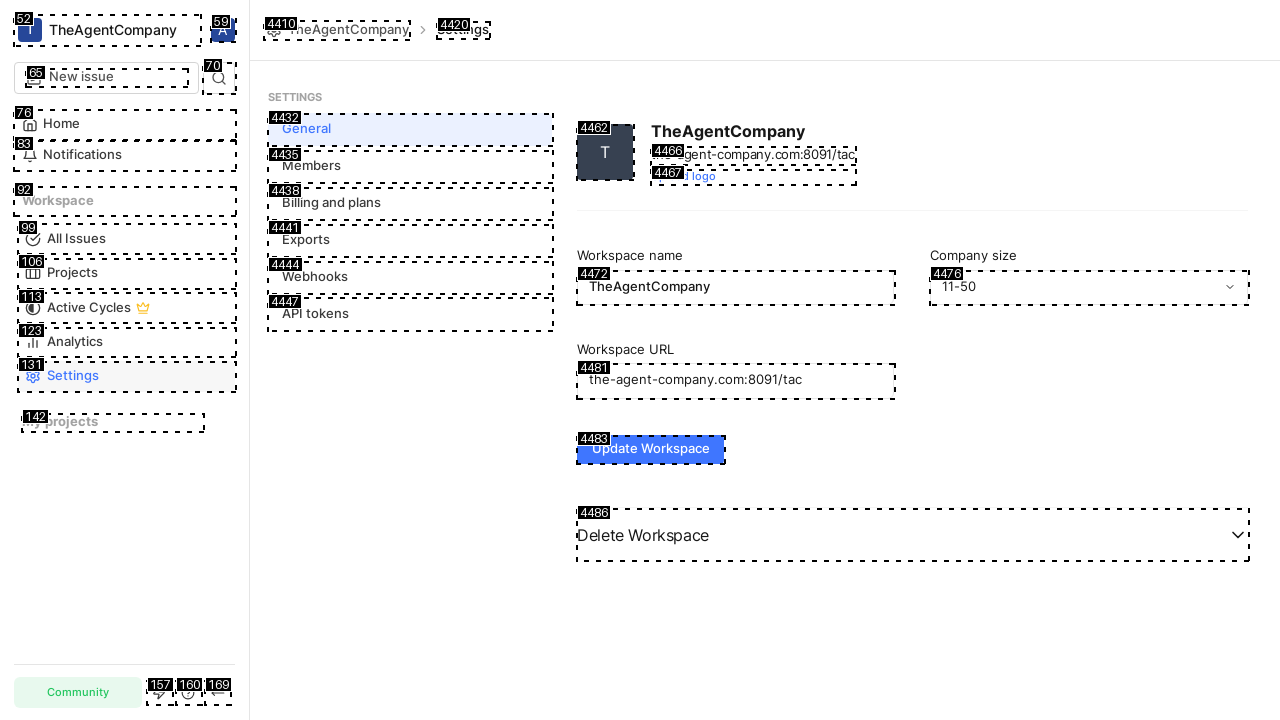 52
T
TheAgentCompany
59
A
65
New issue
70
76
Home
83
Notifications
92
Workspace
99
All Issues
106
Projects
113
Active Cycles
123
Analytics
131
Settings
142
projects
Community
157
160
169
4410
TheAgentCompany
4420
Settings
SETTINGS
4432
General
4435
Members
4438
Billing and plans
4441
Exports
4444
Webhooks
4447
API tokens
4462
T
TheAgentCompany
4466
agent-company.com:8091/tac
4467
logo
Workspace name
4472
TheAgentCompany
Company size
4476
11-50
Workspace URL
4481
the-agent-company.com:8091/tac
4483
Update Workspace
4486
Delete Workspace